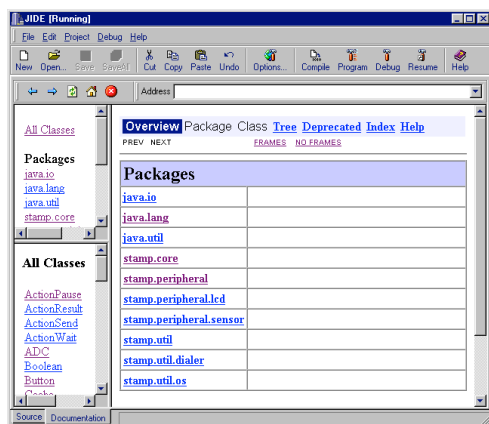 JIDE [Running]
File Edit Project Debug Help
New Open... Save SaveAll Cut Copy Paste Undo Options... Compile Program Debug Resume Help
Address
All Classes
Packages
java.io
java.lang
java.util
stamp.core
All Classes
ActionPause
ActionResult
ActionSend
ActionWait
ADC
Boolean
Button
Overview Package Class Tree Deprecated Index Help
PREV NEXT FRAMES NO FRAMES
Packages
java.io
java.lang
java.util
stamp.core
stamp.peripheral
stamp.peripheral.lcd
stamp.peripheral.sensor
stamp.util
stamp.util.dialer
stamp.util.os
Source Documentation